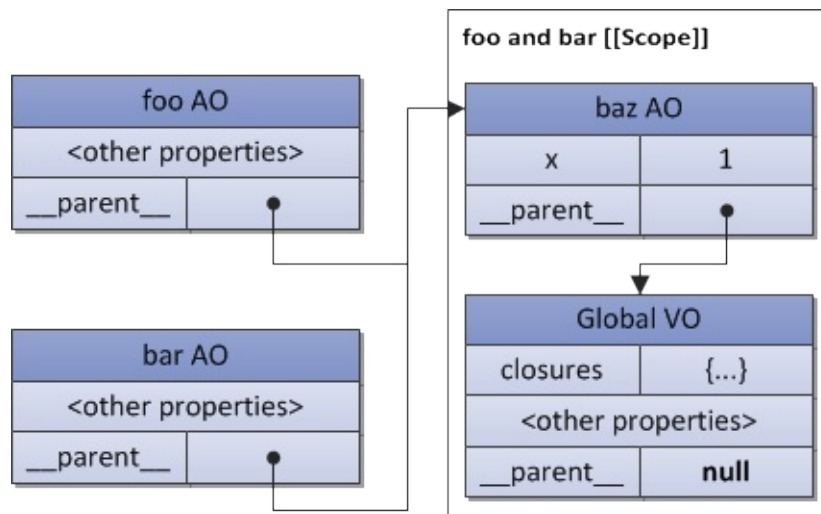 foo and bar [[Scope]]
foo AO
<other properties>
__parent__
bar AO
<other properties>
__parent__
baz AO
x 1
__parent__
Global VO
closures {...}
<other properties>
__parent__ null